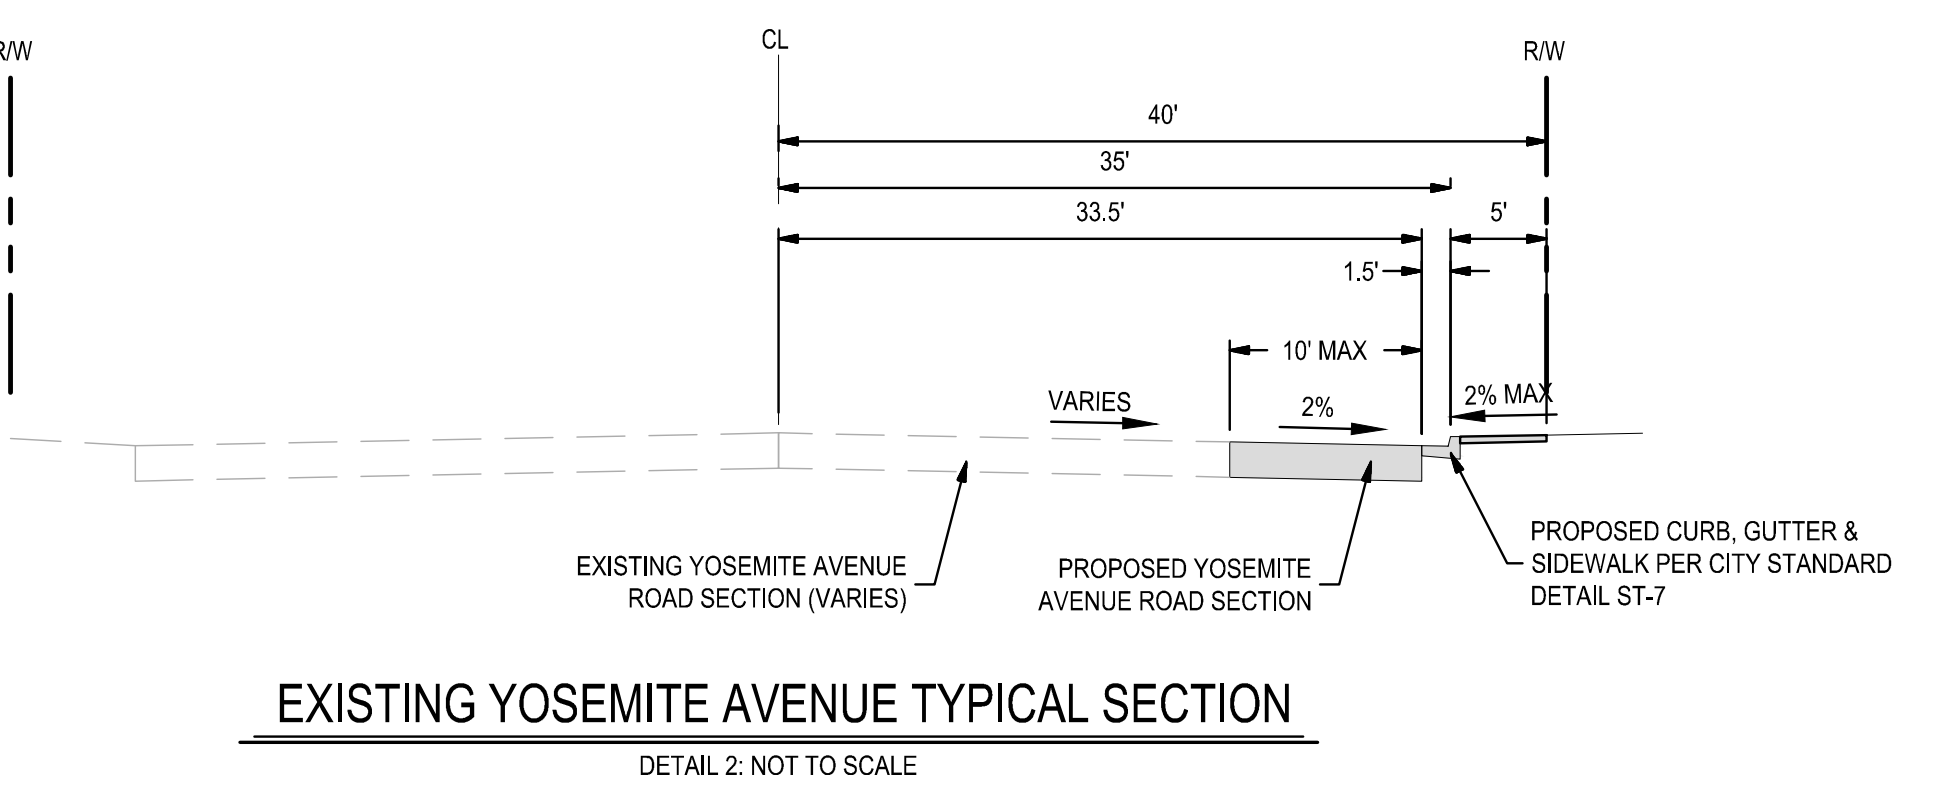 R/W
CL
R/W
40'
35'
33.5'
5'
1.5'
10' MAX
VARIES
2%
2% MAX
EXISTING YOSEMITE AVENUE
ROAD SECTION (VARIES)
PROPOSED YOSEMITE
AVENUE ROAD SECTION
PROPOSED CURB, GUTTER &
SIDEWALK PER CITY STANDARD
DETAIL ST-7
EXISTING YOSEMITE AVENUE TYPICAL SECTION
DETAIL 2: NOT TO SCALE